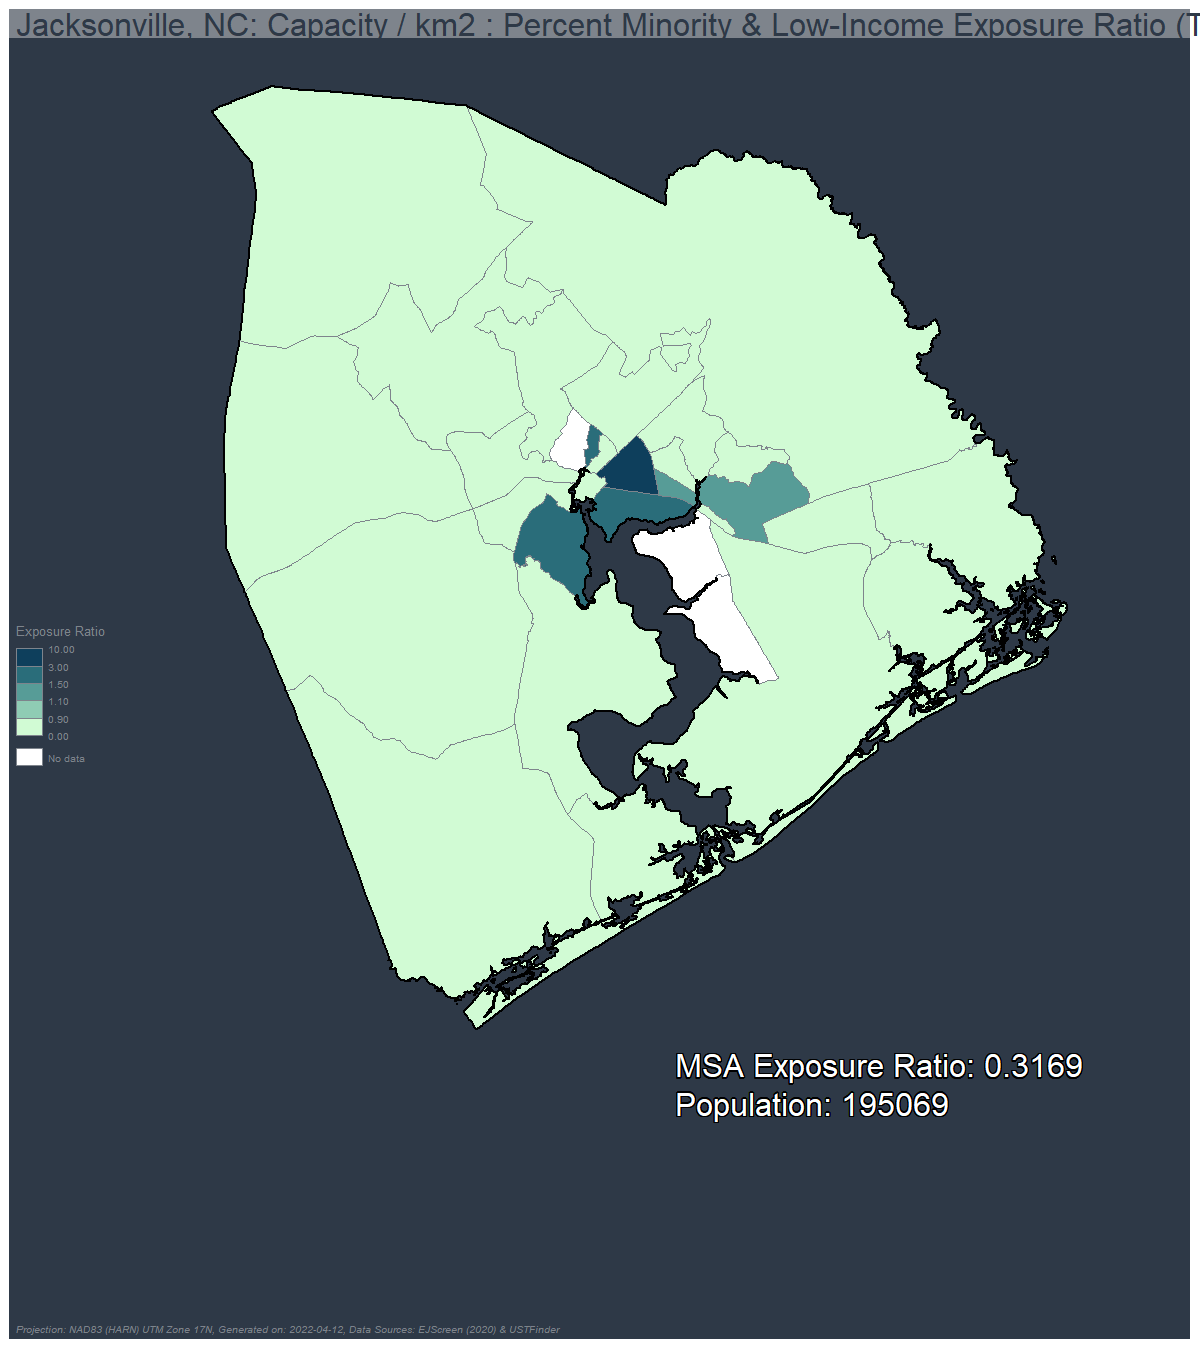 Jacksonville, NC: Capacity / km2 : Percent Minority & Low-Income Exposure Ratio (T
Exposure Ratio
10.00
3.00
1.50
1.10
0.90
0.00
No data
MSA Exposure Ratio: 0.3169
Population: 195069
Projection: NAD83 (HARN) UTM Zone 17N, Generated on: 2022-04-12, Data Sources: EJScreen (2020) & USTFinder